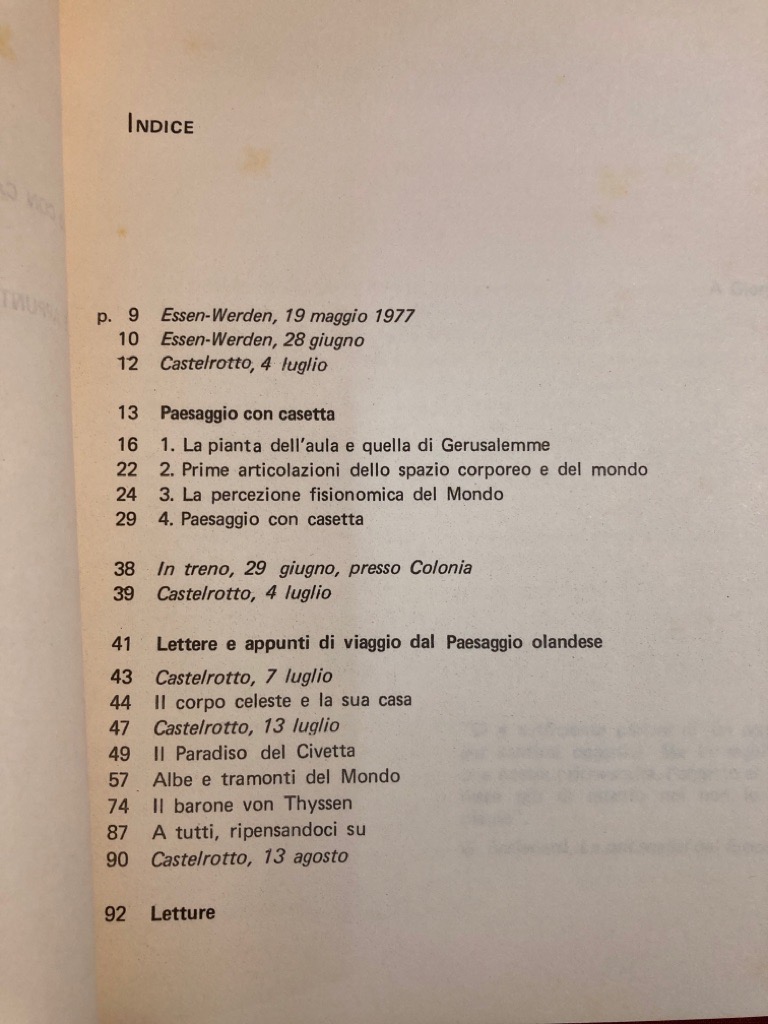 INDICE
p. 9 Essen-Werden, 19 maggio 1977
10 Essen-Werden, 28 giugno
12 Castelrotto, 4 luglio
13 Paesaggio con casetta
16 1. La pianta dell'aula e quella di Gerusalemme
22 2. Prime articolazioni dello spazio corporeo e del mondo
24 3. La percezione fisionomica del Mondo
29 4. Paesaggio con casetta
38 In treno, 29 giugno, presso Colonia
39 Castelrotto, 4 luglio
41 Lettere e appunti di viaggio dal Paesaggio olandese
43 Castelrotto, 7 luglio
44 Il corpo celeste e la sua casa
47 Castelrotto, 13 luglio
49 Il Paradiso del Civetta
57 Albe e tramonti del Mondo
74 Il barone von Thyssen
87 A tutti, ripensandoci su
90 Castelrotto, 13 agosto
92 Letture